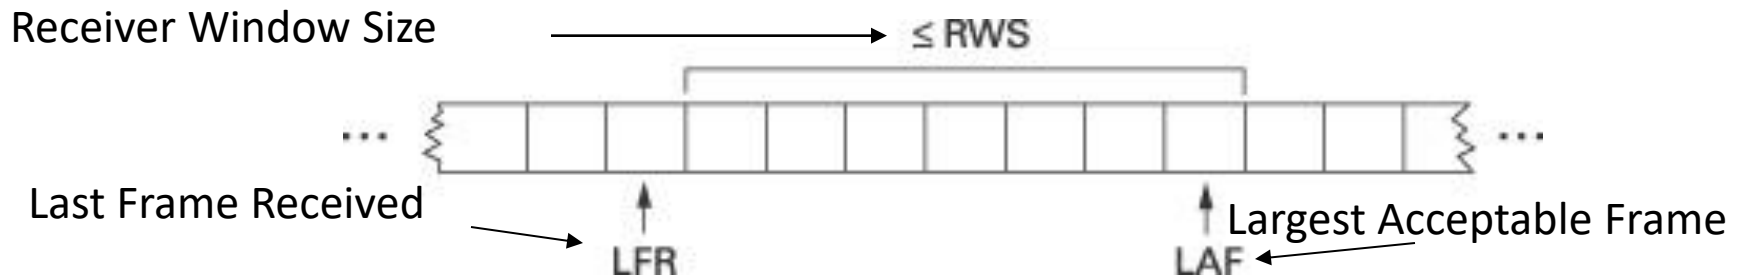 Receiver Window Size
≤ RWS
...
...
Last Frame Received
Largest Acceptable Frame
LFR
LAF